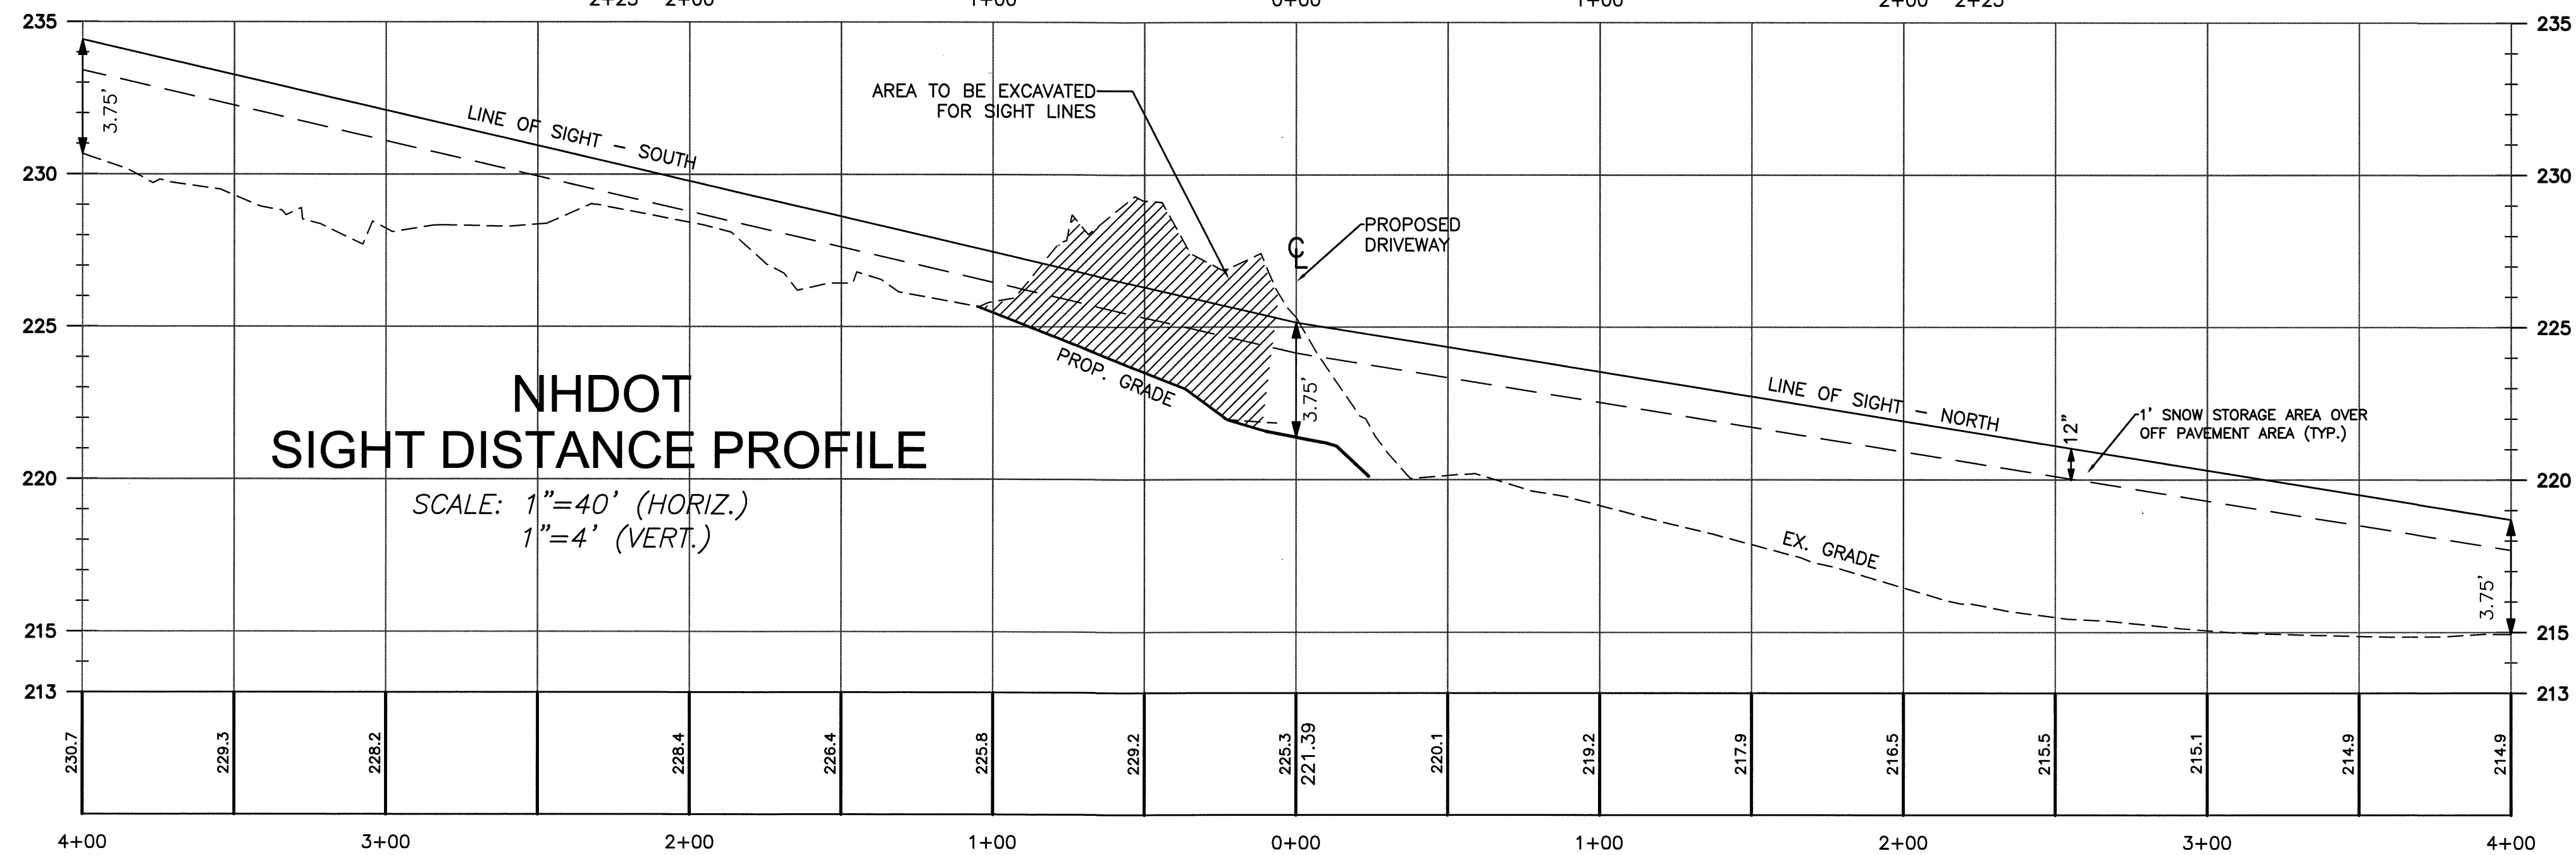 2+25 2+00 1+00 0+00 1+00 2+00 2+25
235 235
AREA TO BE EXCAVATED
FOR SIGHT LINES
3.75'
LINE OF SIGHT - SOUTH
230 230
PROPOSED
DRIVEWAY
℄
225 225
PROP. GRADE
3.75'
NHDOT
SIGHT DISTANCE PROFILE
SCALE: 1"=40' (HORIZ.)
1"=4' (VERT.)
LINE OF SIGHT - NORTH
12"
1' SNOW STORAGE AREA OVER
OFF PAVEMENT AREA (TYP.)
220 220
EX. GRADE
3.75'
215 215
213 213
230.7
229.3
228.2
228.4
226.4
225.8
229.2
225.3
221.39
220.1
219.2
217.9
216.5
215.5
215.1
214.9
214.9
4+00 3+00 2+00 1+00 0+00 1+00 2+00 3+00 4+00